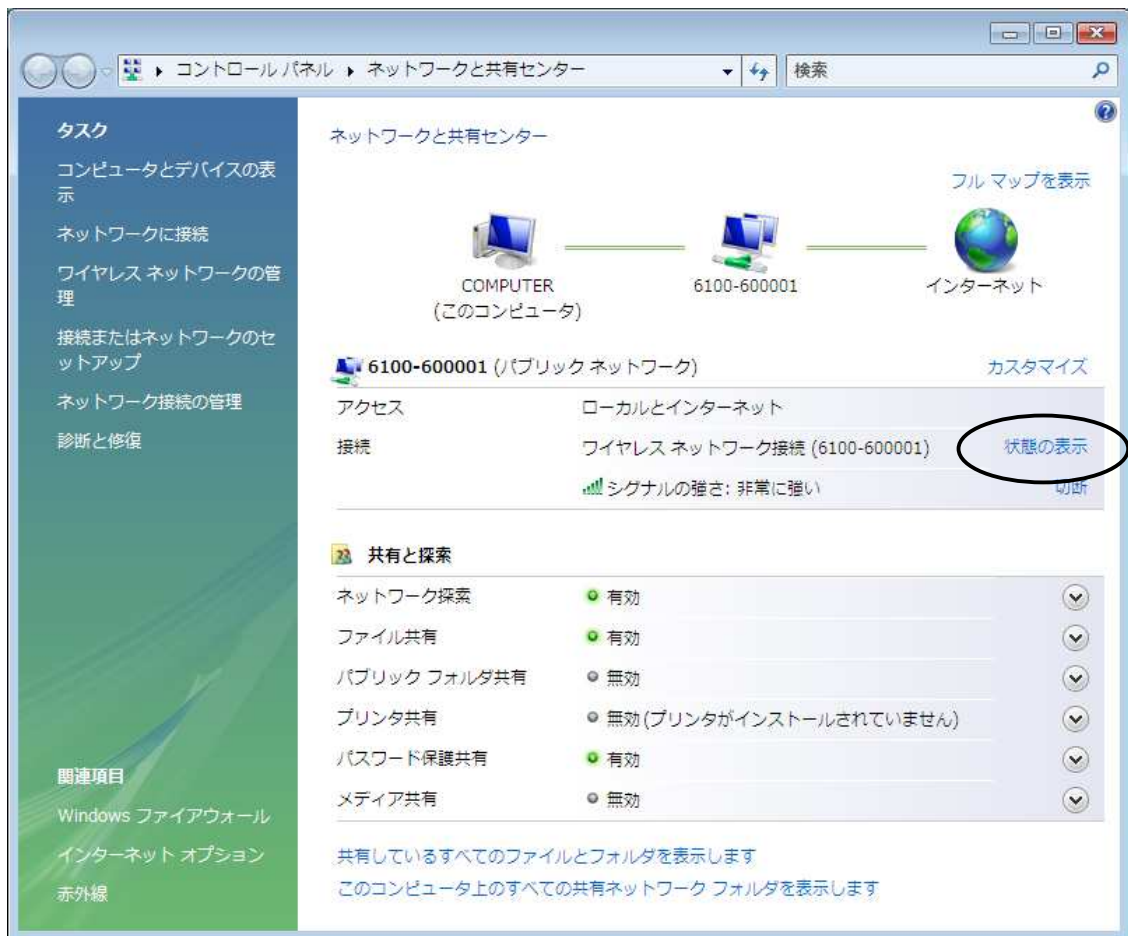 コントロール パネル ▸ ネットワークと共有センター
検索
タスク
コンピュータとデバイスの表
示
ネットワークに接続
ワイヤレス ネットワークの管
理
接続またはネットワークのセ
ットアップ
ネットワーク接続の管理
診断と修復
関連項目
Windows ファイアウォール
インターネット オプション
赤外線
ネットワークと共有センター
フル マップを表示
COMPUTER
(このコンピュータ)
6100-600001
インターネット
6100-600001 (パブリック ネットワーク) カスタマイズ
アクセス ローカルとインターネット
接続 ワイヤレス ネットワーク接続 (6100-600001) 状態の表示
シグナルの強さ: 非常に強い 切断
共有と探索
ネットワーク探索 有効
ファイル共有 有効
パブリック フォルダ共有 無効
プリンタ共有 無効(プリンタがインストールされていません)
パスワード保護共有 有効
メディア共有 無効
共有しているすべてのファイルとフォルダを表示します
このコンピュータ上のすべての共有ネットワーク フォルダを表示します